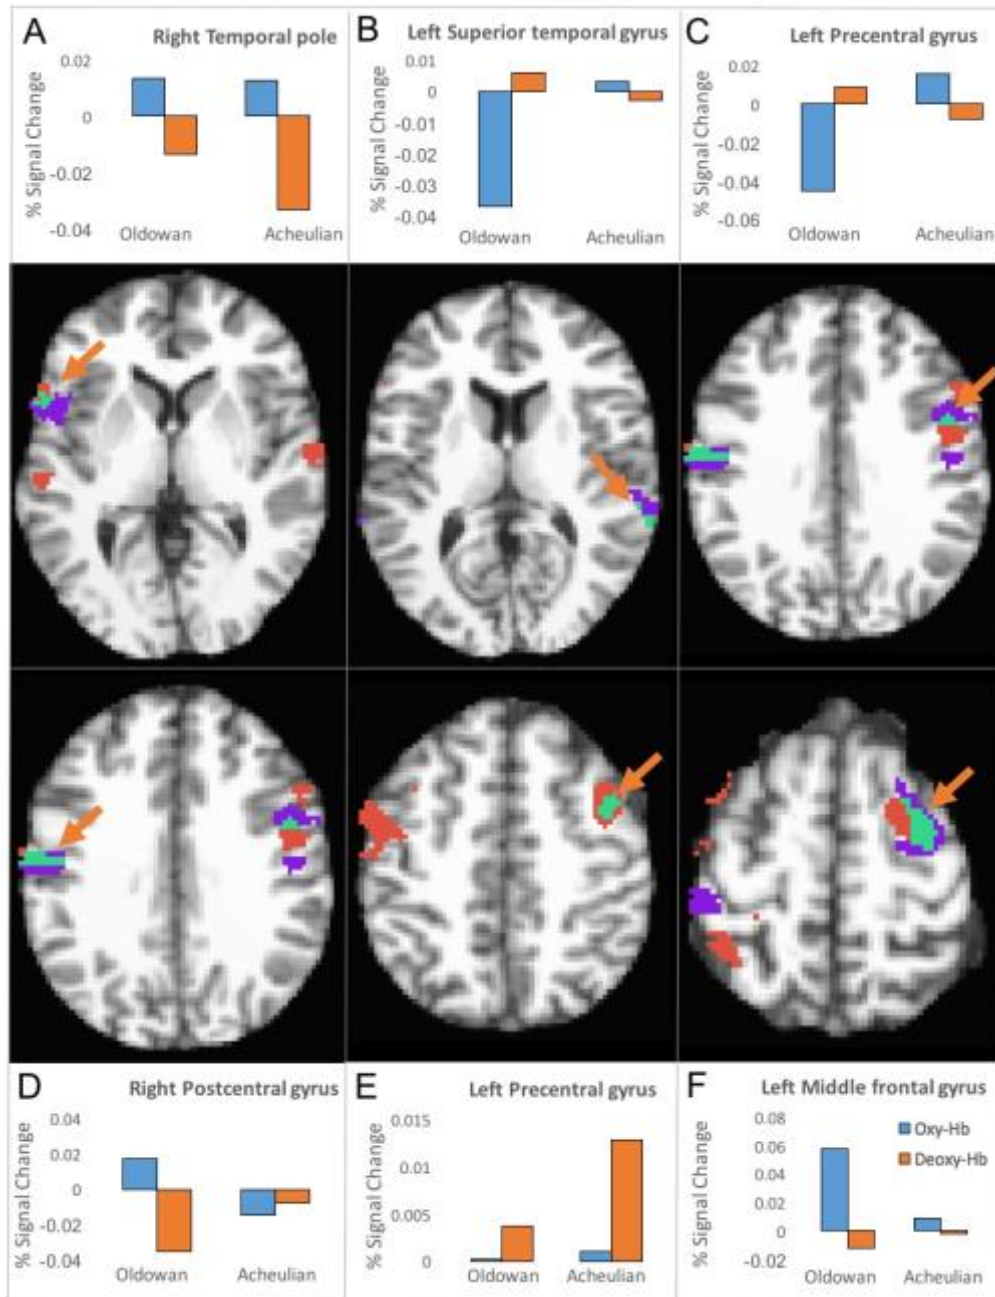 A Right Temporal pole
% Signal Change
0.02
0
-0.02
-0.04
Oldowan Acheulian
B Left Superior temporal gyrus
% Signal Change
0.01
0
-0.01
-0.02
-0.03
-0.04
Oldowan Acheulian
C Left Precentral gyrus
% Signal Change
0.02
0
-0.02
-0.04
-0.06
Oldowan Acheulian
D Right Postcentral gyrus
% Signal Change
0.04
0.02
0
-0.02
-0.04
Oldowan Acheulian
E Left Precentral gyrus
% Signal Change
0.015
0.01
0.005
0
Oldowan Acheulian
F Left Middle frontal gyrus
% Signal Change
0.08
0.06
0.04
0.02
0
-0.02
Oxy-Hb
Deoxy-Hb
Oldowan Acheulian